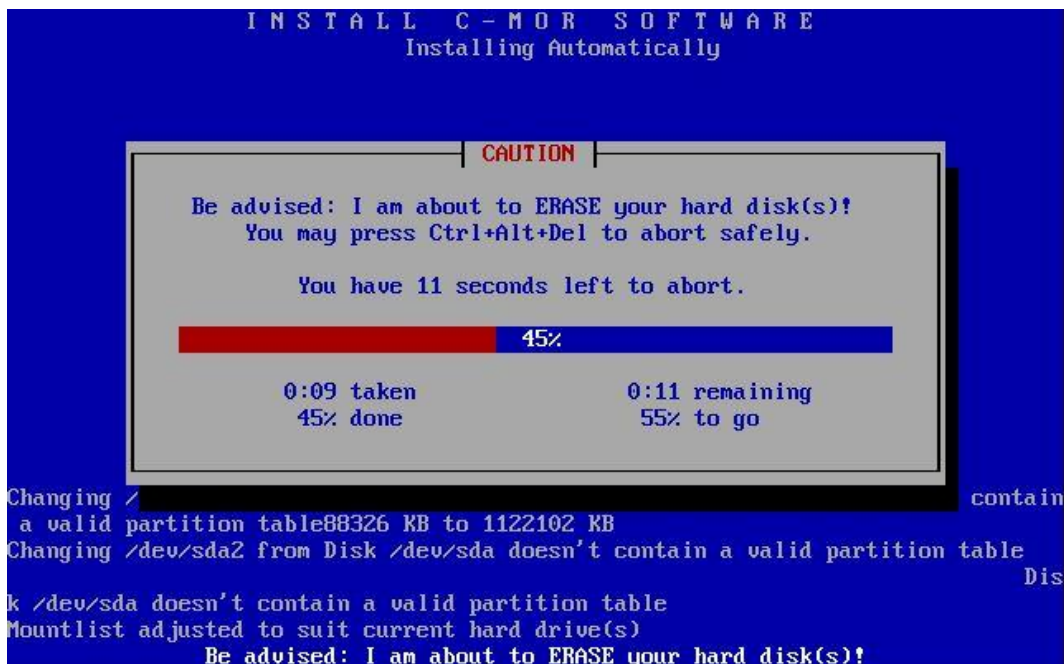 INSTALL C-MOR SOFTWARE
Installing Automatically
CAUTION
Be advised: I am about to ERASE your hard disk(s)!
You may press Ctrl+Alt+Del to abort safely.
You have 11 seconds left to abort.
45%
0:09 taken 0:11 remaining
45% done 55% to go
Changing / contain
a valid partition table88326 KB to 1122102 KB
Changing /dev/sda2 from Disk /dev/sda doesn't contain a valid partition table
Dis
k /dev/sda doesn't contain a valid partition table
Mountlist adjusted to suit current hard drive(s)
Be advised: I am about to ERASE your hard disk(s)!